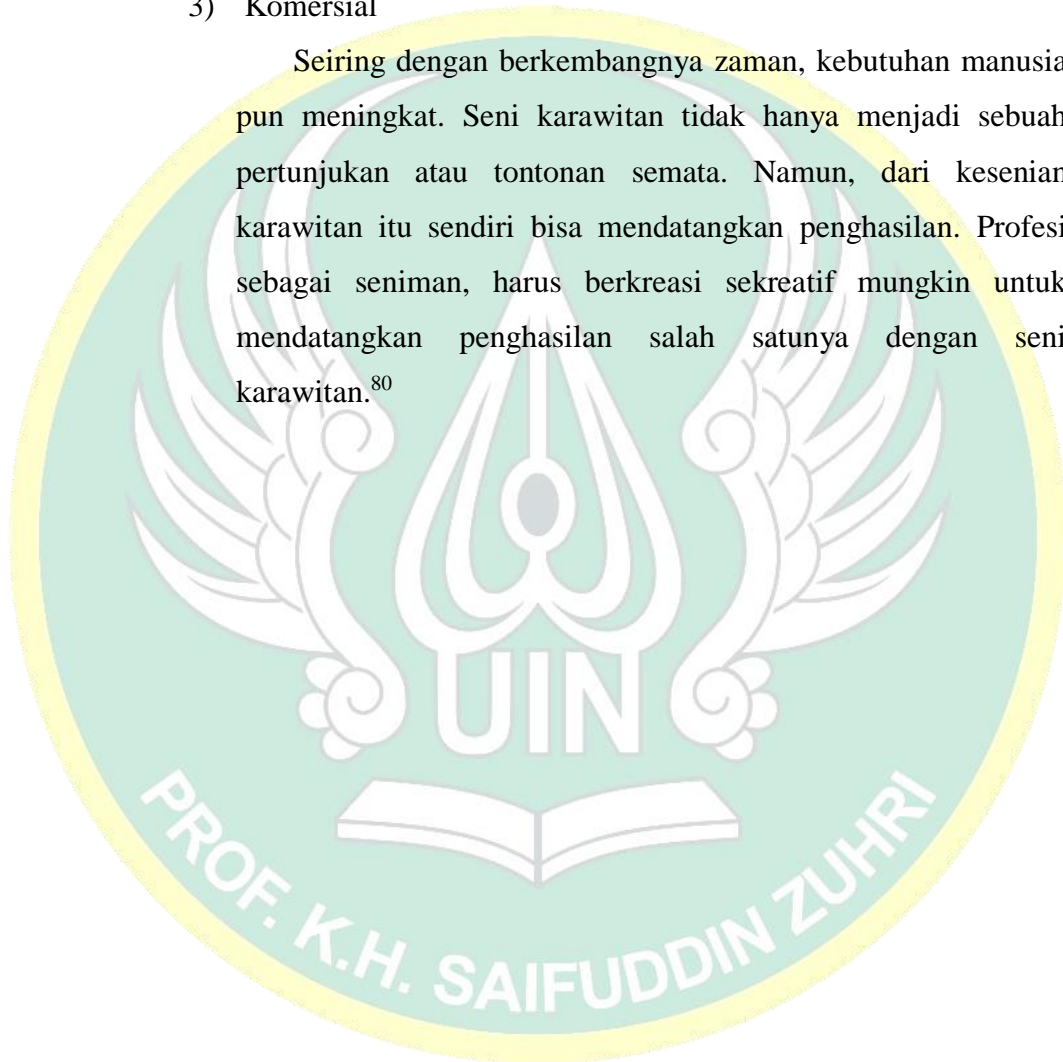 3) Komersial
Seiring dengan berkembangnya zaman, kebutuhan manusia
pun meningkat. Seni karawitan tidak hanya menjadi sebuah
pertunjukan atau tontonan semata. Namun, dari kesenian
karawitan itu sendiri bisa mendatangkan penghasilan. Profesi
sebagai seniman, harus berkreasi sekreatif mungkin untuk
mendatangkan penghasilan salah satunya dengan seni
karawitan.80
UIN
PROF. K.H. SAIFUDDIN ZUHRI